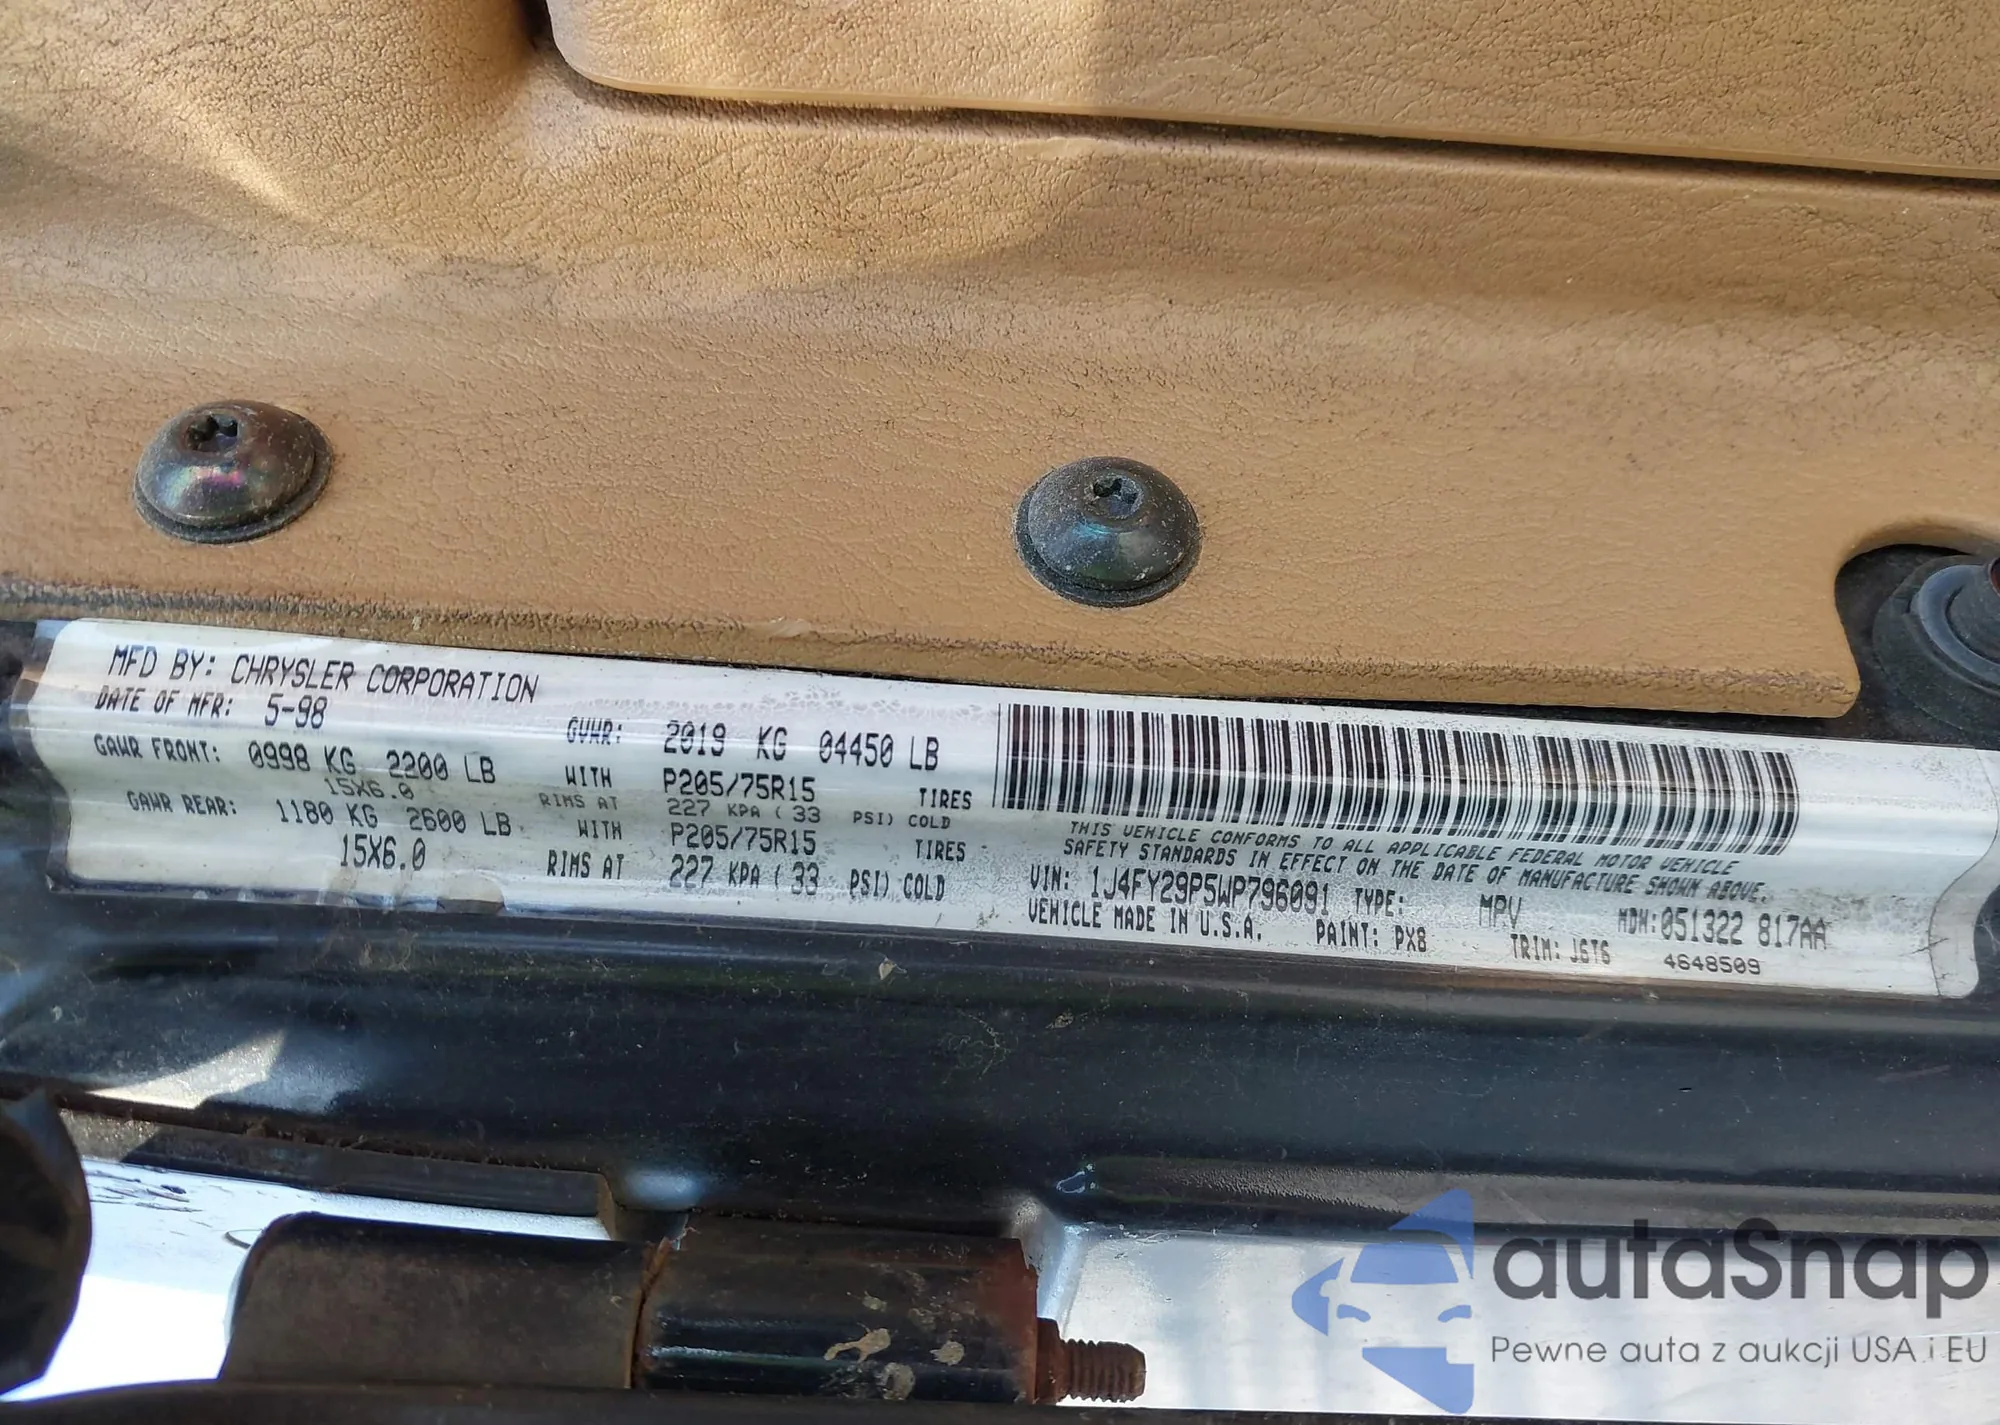 MFD BY: CHRYSLER CORPORATION
DATE OF MFR: 5-98 GVWR: 2019 KG 04450 LB
GAWR FRONT: 0998 KG 2200 LB WITH P205/75R15 TIRES
15X6.0 RIMS AT 227 KPA ( 33 PSI) COLD
GAWR REAR: 1180 KG 2600 LB WITH P205/75R15 TIRES
15X6.0 RIMS AT 227 KPA ( 33 PSI) COLD
THIS VEHICLE CONFORMS TO ALL APPLICABLE FEDERAL MOTOR VEHICLE
SAFETY STANDARDS IN EFFECT ON THE DATE OF MANUFACTURE SHOWN ABOVE.
VIN: 1J4FY29P5WP796091 TYPE: MPV MDH:051322 817AA
VEHICLE MADE IN U.S.A. PAINT: PX8 TRIM: J6T6 4648509
autaSnap
Pewne auta z aukcji USA i EU